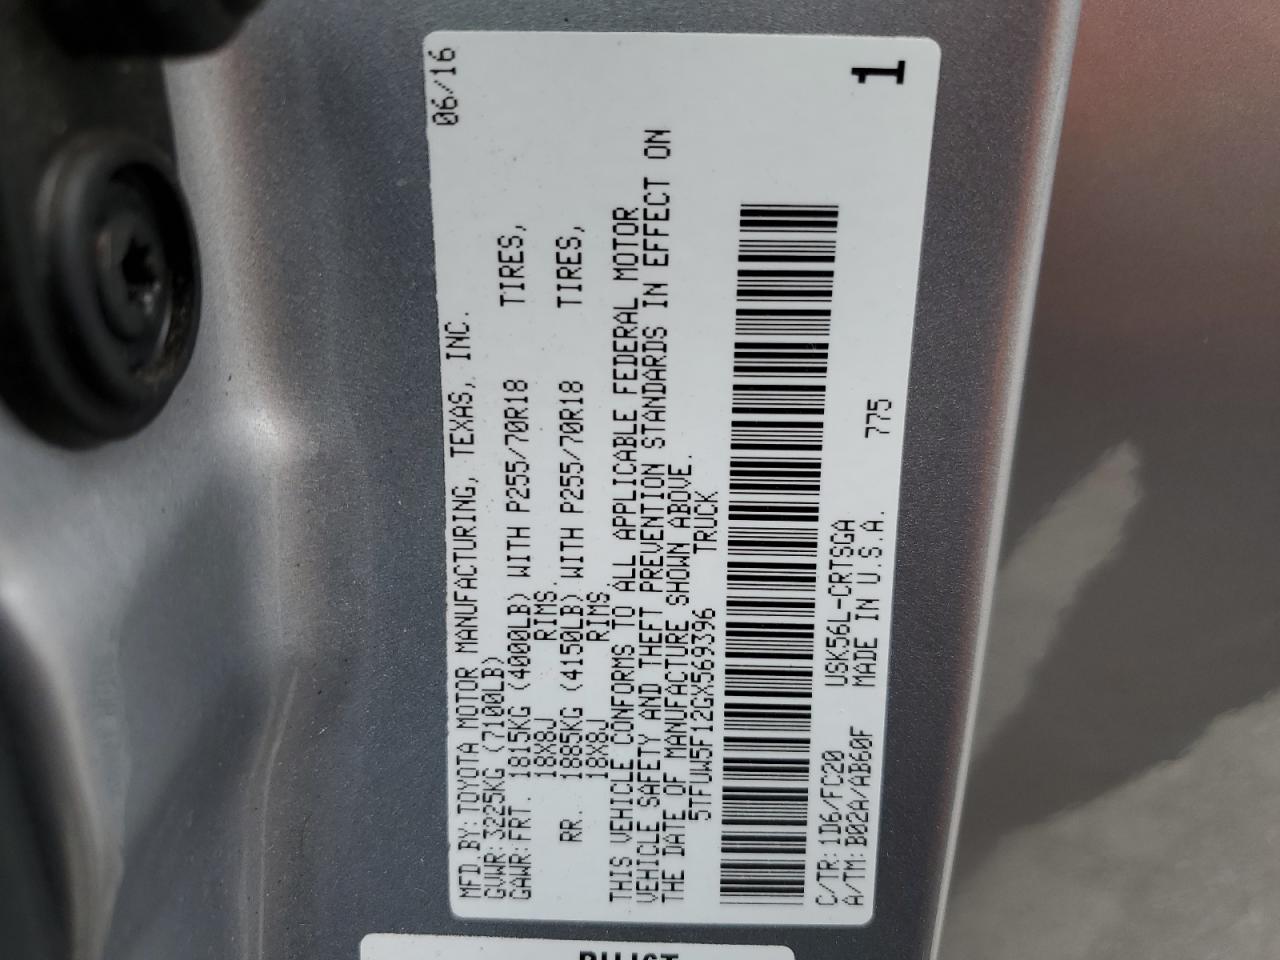 MFD.BY:TOYOTA MOTOR MANUFACTURING, TEXAS, INC. 06/16
GVWR:3225KG (7100LB)
GAWR:FRT. 1815KG (4000LB) WITH P255/70R18 TIRES,
18X8J RIMS.
RR. 1885KG (4150LB) WITH P255/70R18 TIRES,
18X8J RIMS.
THIS VEHICLE CONFORMS TO ALL APPLICABLE FEDERAL MOTOR
VEHICLE SAFETY AND THEFT PREVENTION STANDARDS IN EFFECT ON
THE DATE OF MANUFACTURE SHOWN ABOVE.
5TFUW5F12GX569396 TRUCK
C/TR:1D6/FC20 USK56L-CRTSGA
A/TM:B02A/AB60F MADE IN U.S.A. 775
1